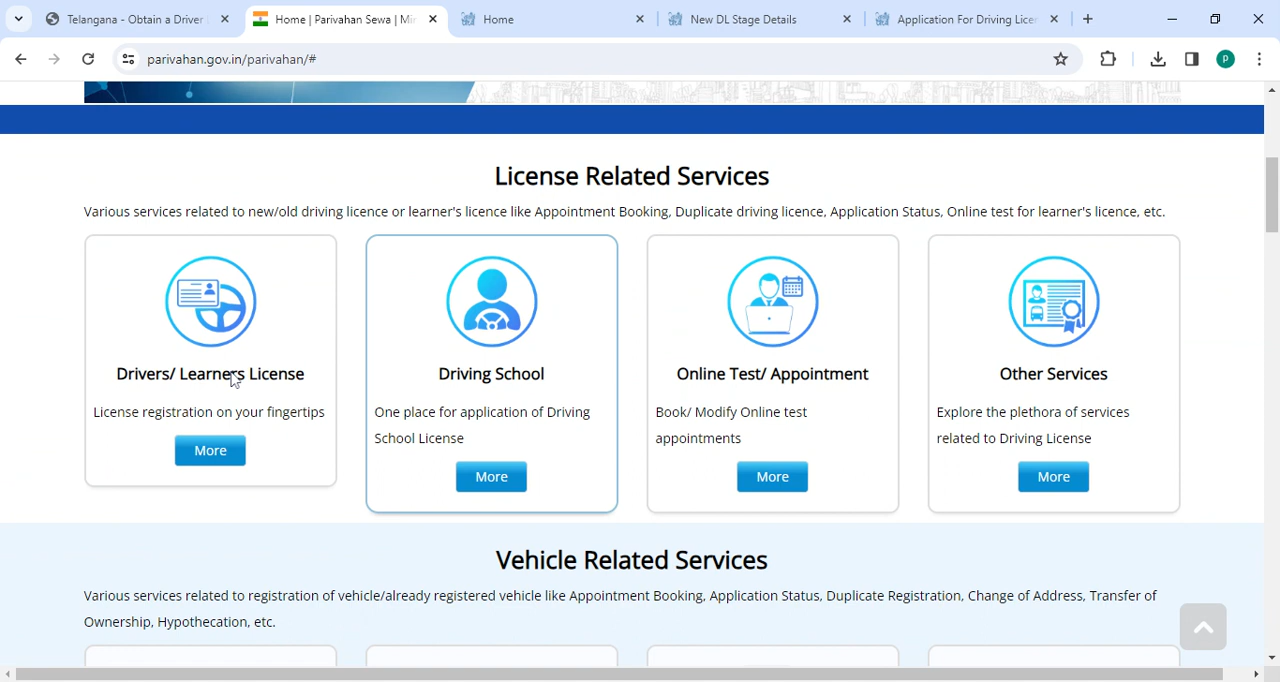 Telangana - Obtain a Driver
Home | Parivahan Sewa | Mi
Home
New DL Stage Details
Application For Driving Lice
parivahan.gov.in/parivahan/#
P
License Related Services
Various services related to new/old driving licence or learner's licence like Appointment Booking, Duplicate driving licence, Application Status, Online test for learner's licence, etc.
Drivers/ Learners License
License registration on your fingertips
More
Driving School
One place for application of Driving
School License
More
Online Test/ Appointment
Book/ Modify Online test
appointments
More
Other Services
Explore the plethora of services
related to Driving License
More
Vehicle Related Services
Various services related to registration of vehicle/already registered vehicle like Appointment Booking, Application Status, Duplicate Registration, Change of Address, Transfer of
Ownership, Hypothecation, etc.